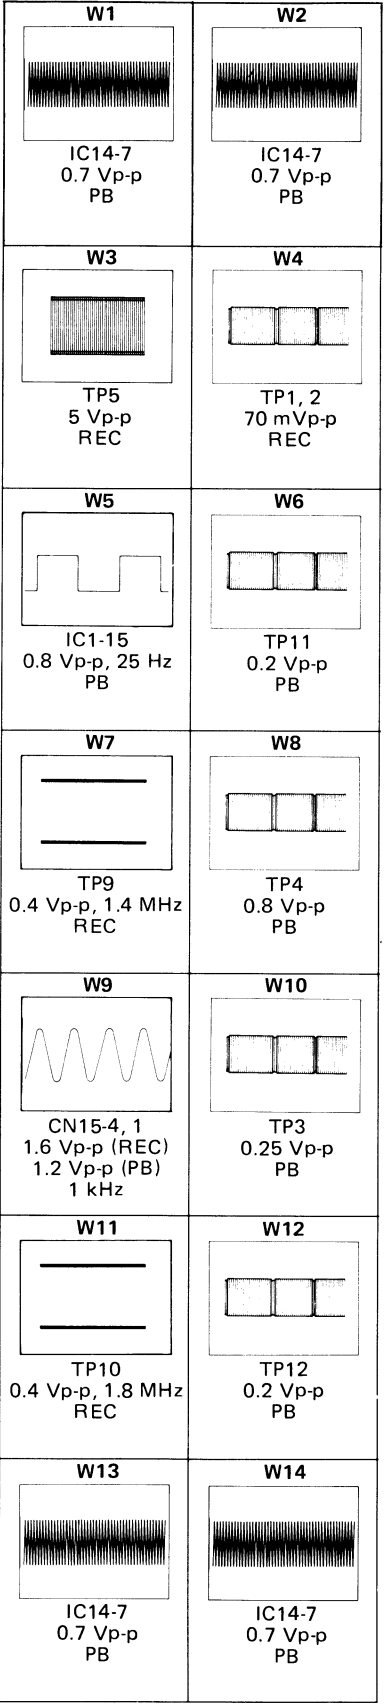 W1
IC14-7
0.7 Vp-p
PB
W2
IC14-7
0.7 Vp-p
PB
W3
TP5
5 Vp-p
REC
W4
TP1, 2
70 mVp-p
REC
W5
IC1-15
0.8 Vp-p, 25 Hz
PB
W6
TP11
0.2 Vp-p
PB
W7
TP9
0.4 Vp-p, 1.4 MHz
REC
W8
TP4
0.8 Vp-p
PB
W9
CN15-4, 1
1.6 Vp-p (REC)
1.2 Vp-p (PB)
1 kHz
W10
TP3
0.25 Vp-p
PB
W11
TP10
0.4 Vp-p, 1.8 MHz
REC
W12
TP12
0.2 Vp-p
PB
W13
IC14-7
0.7 Vp-p
PB
W14
IC14-7
0.7 Vp-p
PB